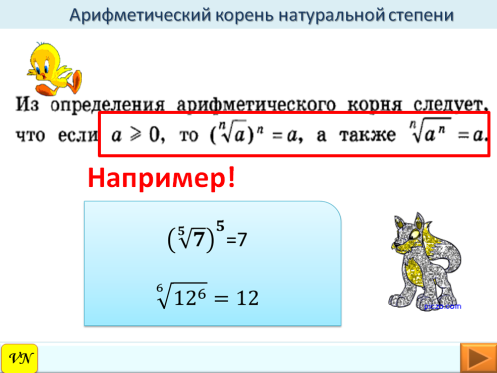 Арифметический корень натуральной степени
Из определения арифметического корня следует,
что если a ⩾ 0, то (ⁿ√a)ⁿ = a, а также ⁿ√aⁿ = a.
Например!
(⁵√7)⁵=7
⁶√12⁶ = 12
VN